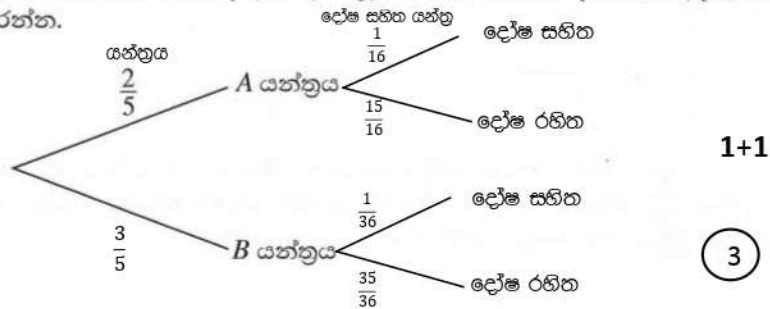 රන්න.
දෝෂ සහිත යන්ත්‍ර
යන්ත්‍රය
1/16
දෝෂ සහිත
2/5
A යන්ත්‍රය
15/16
දෝෂ රහිත
1+1
1/36
දෝෂ සහිත
3/5
B යන්ත්‍රය
3
35/36
දෝෂ රහිත